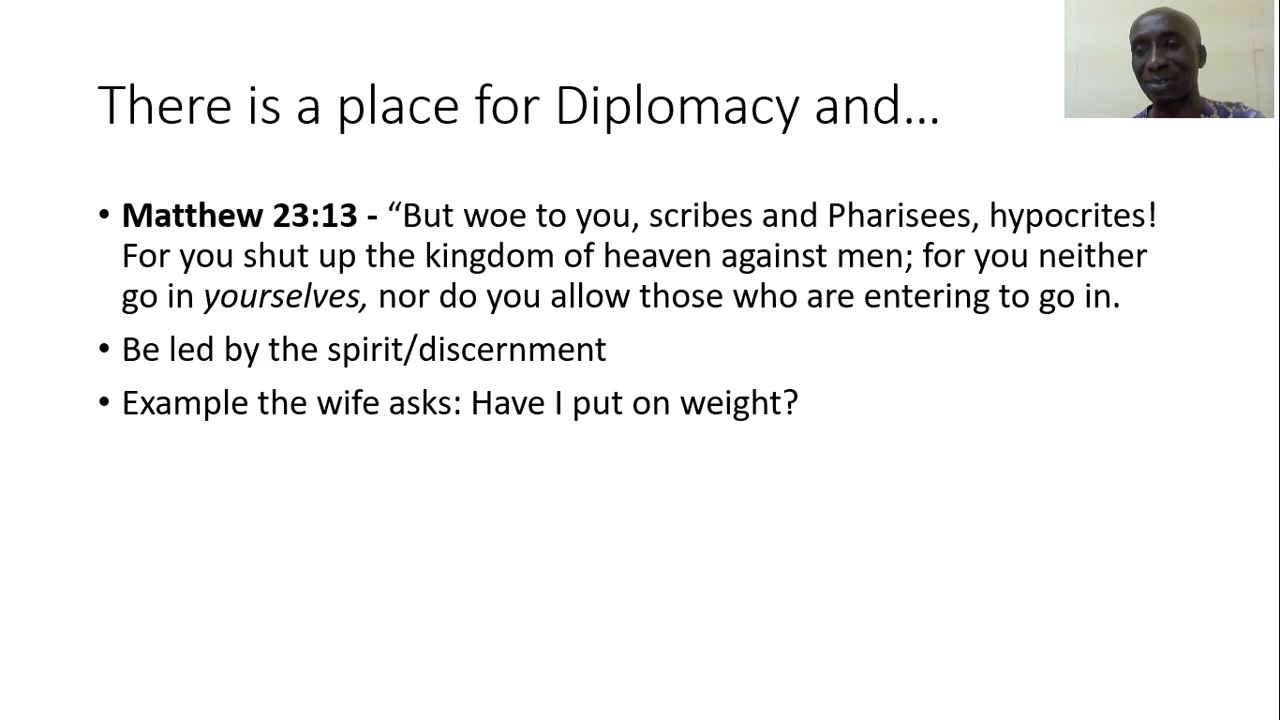 There is a place for Diplomacy and...
• Matthew 23:13 - “But woe to you, scribes and Pharisees, hypocrites!
For you shut up the kingdom of heaven against men; for you neither
go in yourselves, nor do you allow those who are entering to go in.
• Be led by the spirit/discernment
• Example the wife asks: Have I put on weight?